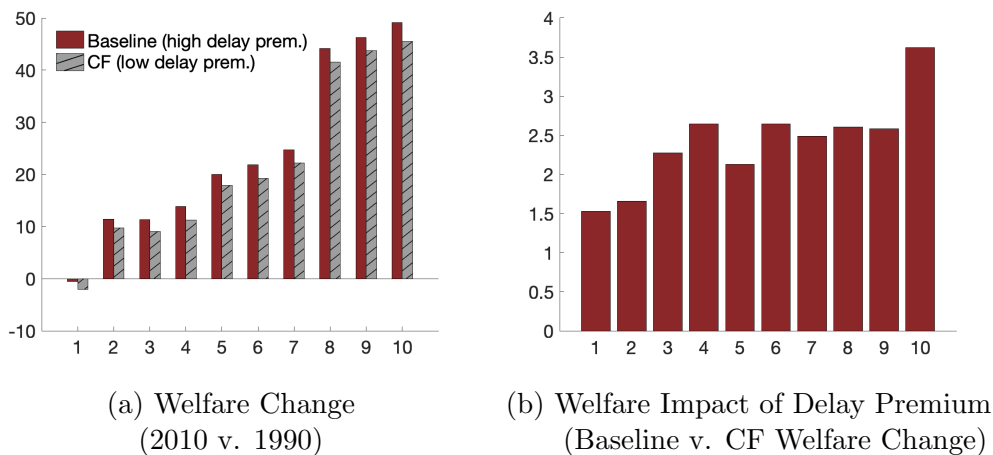 50
40
30
20
10
0
-10
Baseline (high delay prem.)
CF (low delay prem.)
1 2 3 4 5 6 7 8 9 10
(a) Welfare Change
(2010 v. 1990)
4
3.5
3
2.5
2
1.5
1
0.5
0
1 2 3 4 5 6 7 8 9 10
(b) Welfare Impact of Delay Premium
(Baseline v. CF Welfare Change)